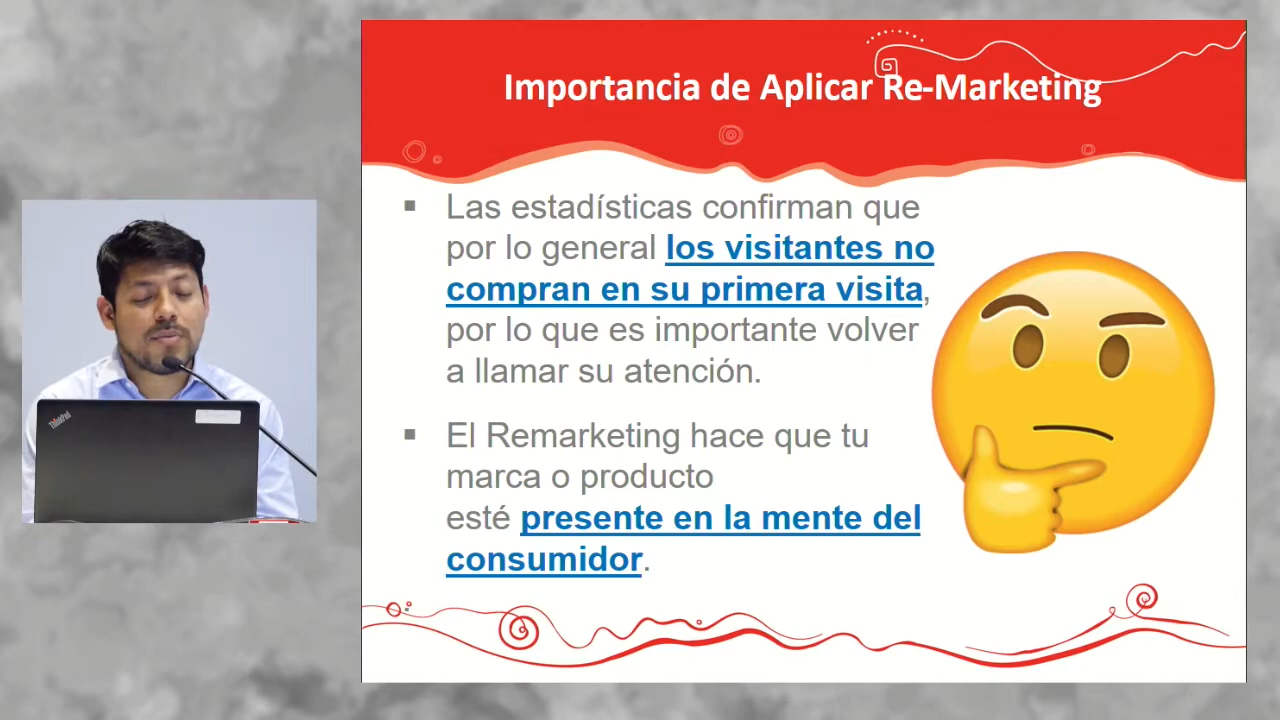 Importancia de Aplicar Re-Marketing
▪ Las estadísticas confirman que
por lo general los visitantes no
compran en su primera visita,
por lo que es importante volver
a llamar su atención.
▪ El Remarketing hace que tu
marca o producto
esté presente en la mente del
consumidor.
ThinkPad